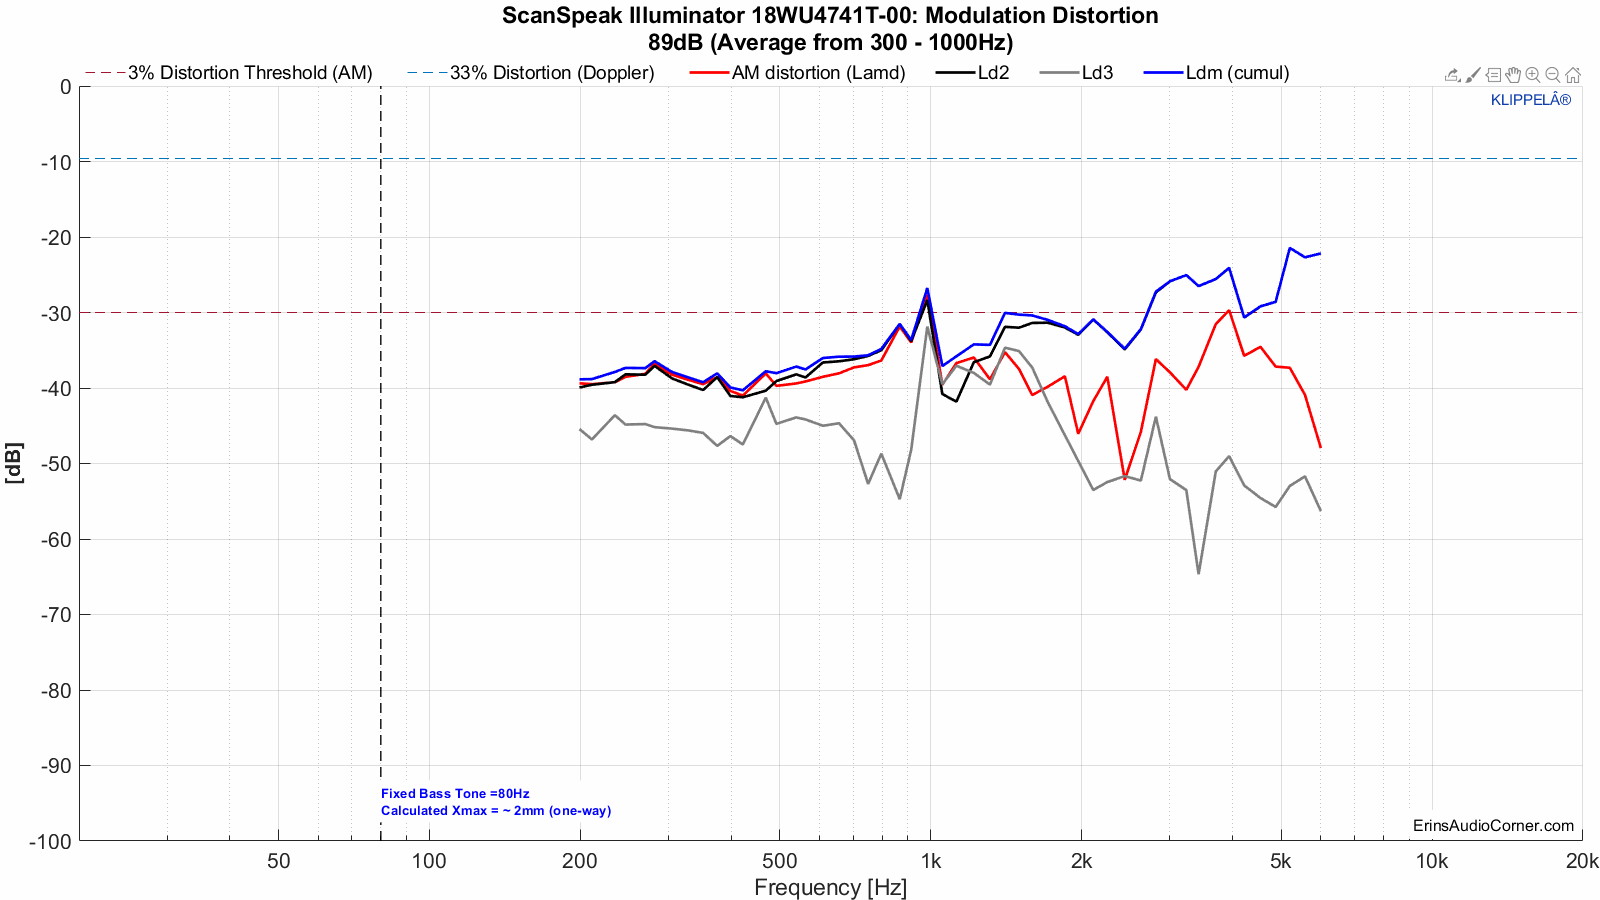 ScanSpeak Illuminator 18WU4741T-00: Modulation Distortion
89dB (Average from 300 - 1000Hz)
3% Distortion Threshold (AM) 33% Distortion (Doppler) AM distortion (Lamd) Ld2 Ld3 Ldm (cumul)
KLIPPELÂ®
0
-10
-20
-30
-40
-50
-60
-70
-80
-90
-100
[dB]
Fixed Bass Tone =80Hz
Calculated Xmax = ~ 2mm (one-way)
ErinsAudioCorner.com
50 100 200 500 1k 2k 5k 10k 20k
Frequency [Hz]